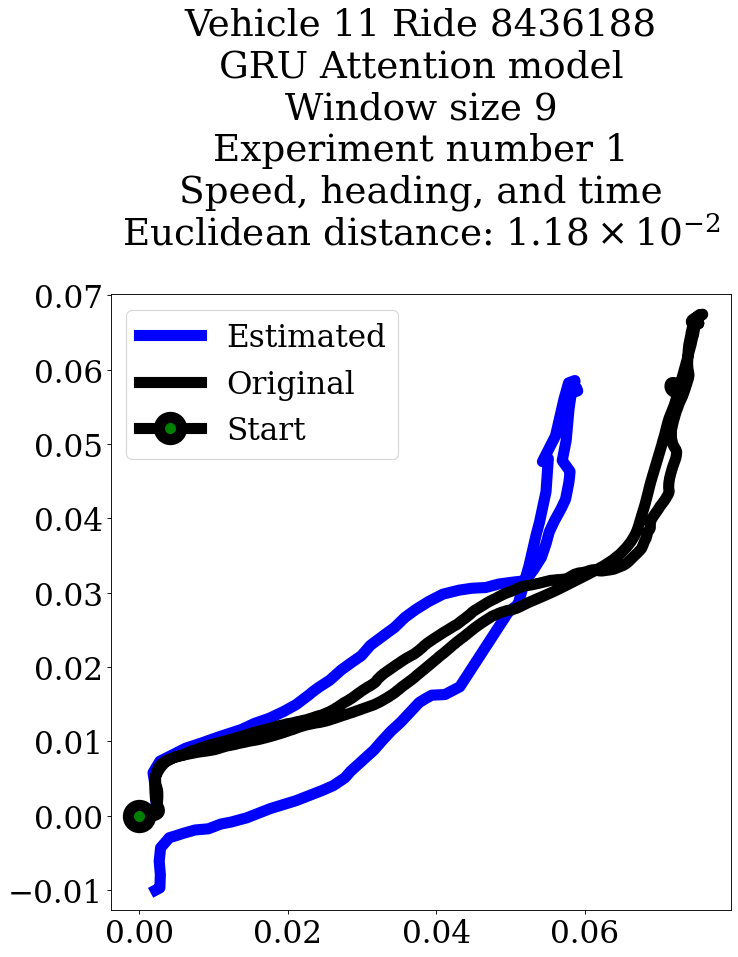 Vehicle 11 Ride 8436188
GRU Attention model
Window size 9
Experiment number 1
Speed, heading, and time
Euclidean distance: 1.18 × 10⁻²
0.07
0.06
0.05
0.04
0.03
0.02
0.01
0.00
−0.01
Estimated
Original
Start
0.00 0.02 0.04 0.06